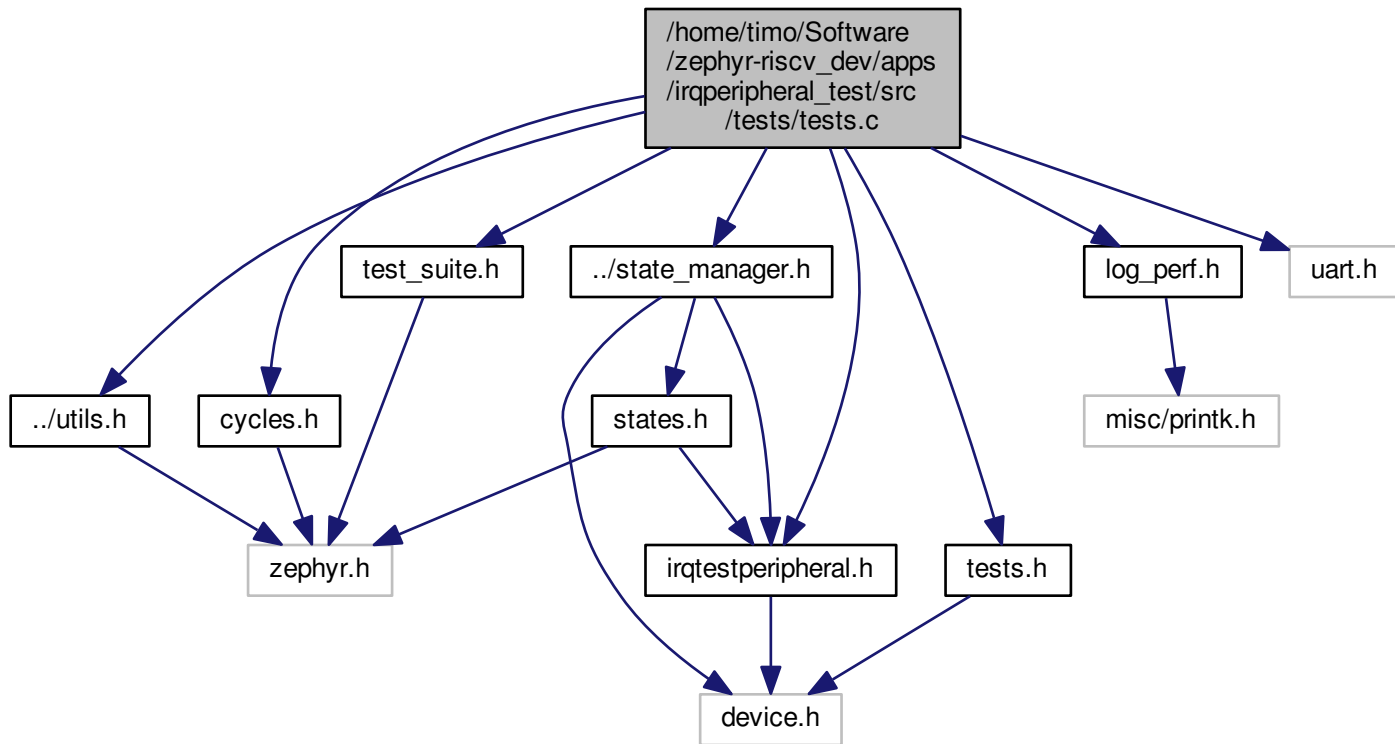 /home/timo/Software
/zephyr-riscv_dev/apps
/irqperipheral_test/src
/tests/tests.c
test_suite.h
../state_manager.h
log_perf.h
uart.h
../utils.h
cycles.h
states.h
misc/printk.h
zephyr.h
irqtestperipheral.h
tests.h
device.h